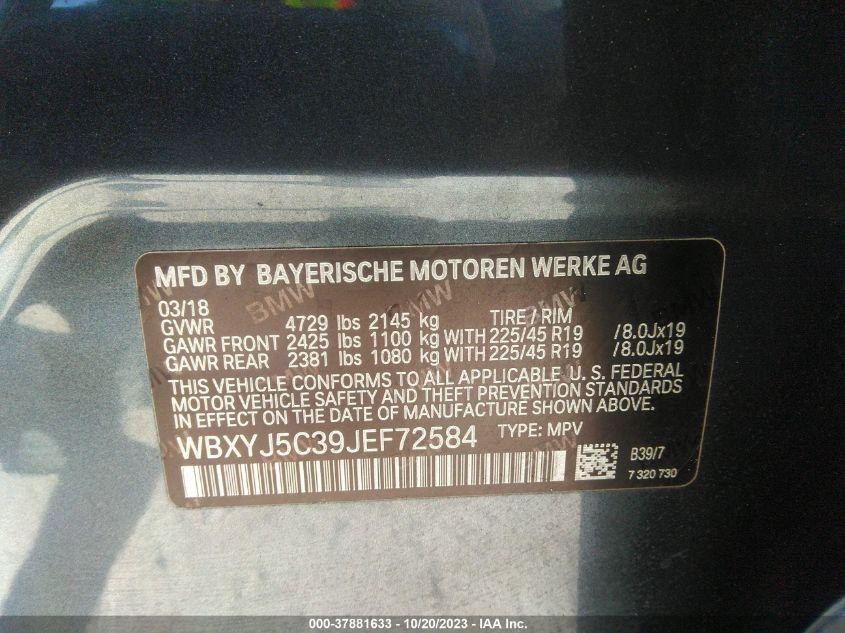 MFD BY BAYERISCHE MOTOREN WERKE AG
03/18
GVWR 4729 lbs 2145 kg TIRE / RIM
GAWR FRONT 2425 lbs 1100 kg WITH 225/45 R19 /8.0Jx19
GAWR REAR 2381 lbs 1080 kg WITH 225/45 R19 /8.0Jx19
THIS VEHICLE CONFORMS TO ALL APPLICABLE U. S. FEDERAL
MOTOR VEHICLE SAFETY AND THEFT PREVENTION STANDARDS
IN EFFECT ON THE DATE OF MANUFACTURE SHOWN ABOVE.
WBXYJ5C39JEF72584 TYPE: MPV
B39/7
7 320 730
000-37881633 - 10/20/2023 - IAA Inc.